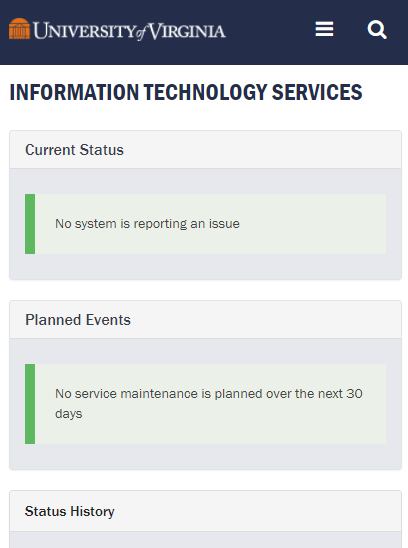 UNIVERSITY of VIRGINIA
INFORMATION TECHNOLOGY SERVICES
Current Status
No system is reporting an issue
Planned Events
No service maintenance is planned over the next 30
days
Status History